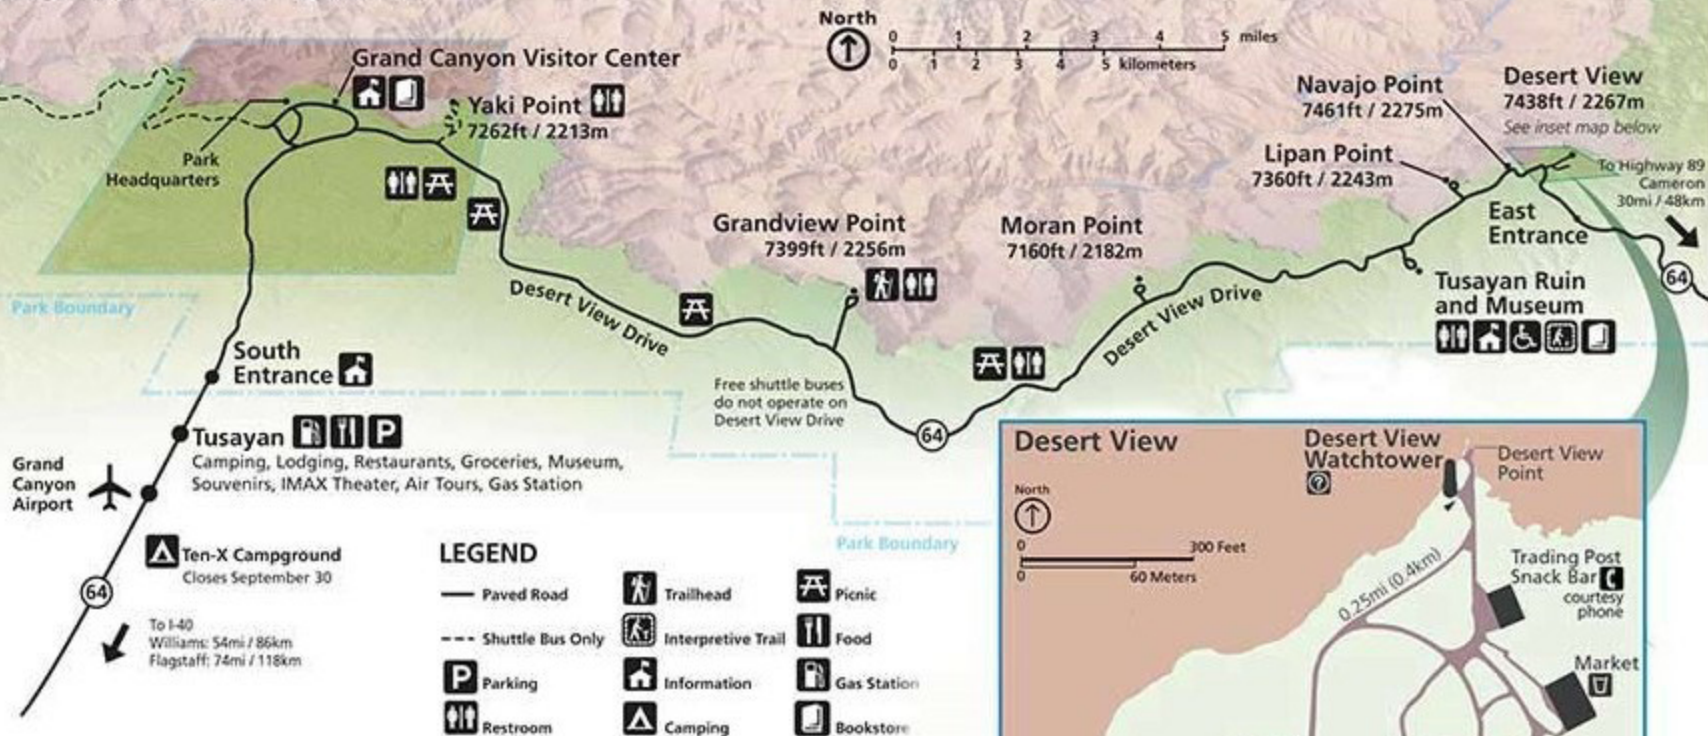 North
0 1 2 3 4 5 miles
0 1 2 3 4 5 kilometers
Grand Canyon Visitor Center
Yaki Point
7262ft / 2213m
Park
Headquarters
Navajo Point
7461ft / 2275m
Desert View
7438ft / 2267m
See inset map below
Lipan Point
7360ft / 2243m
To Highway 89
Cameron
30mi / 48km
East
Entrance
64
Grandview Point
7399ft / 2256m
Moran Point
7160ft / 2182m
Tusayan Ruin
and Museum
Desert View Drive
Desert View Drive
Park Boundary
South
Entrance
Free shuttle buses
do not operate on
Desert View Drive
64
Tusayan
P
Camping, Lodging, Restaurants, Groceries, Museum,
Souvenirs, IMAX Theater, Air Tours, Gas Station
Grand
Canyon
Airport
Ten-X Campground
Closes September 30
64
To I-40
Williams: 54mi / 86km
Flagstaff: 74mi / 118km
Park Boundary
LEGEND
Paved Road
Trailhead
Picnic
Shuttle Bus Only
Interpretive Trail
Food
P Parking
Information
Gas Station
Restroom
Camping
Bookstore
Desert View
Desert View
Watchtower
?
Desert View
Point
North
0 300 Feet
0 60 Meters
0.25mi (0.4km)
Trading Post
Snack Bar
courtesy
phone
Market